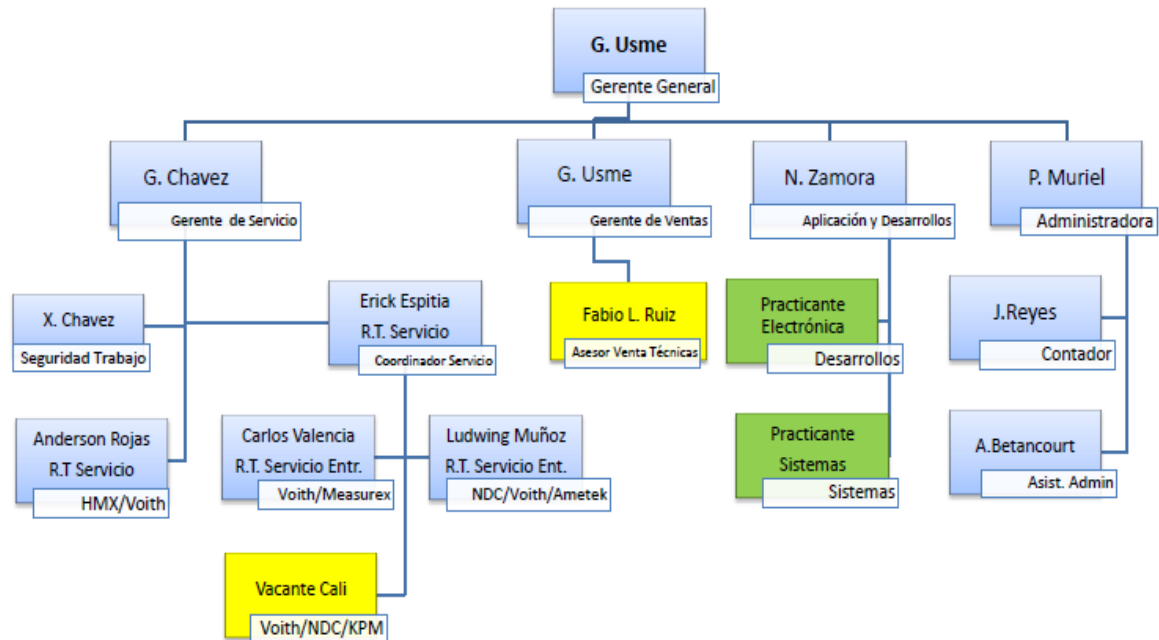 G. Usme
Gerente General
G. Chavez
Gerente de Servicio
G. Usme
Gerente de Ventas
N. Zamora
Aplicación y Desarrollos
P. Muriel
Administradora
X. Chavez
Seguridad Trabajo
Erick Espitia
R.T. Servicio
Coordinador Servicio
Fabio L. Ruiz
Asesor Venta Técnicas
Practicante
Electrónica
Desarrollos
J.Reyes
Contador
Anderson Rojas
R.T Servicio
HMX/Voith
Carlos Valencia
R.T. Servicio Entr.
Voith/Measurex
Ludwing Muñoz
R.T. Servicio Ent.
NDC/Voith/Ametek
Practicante
Sistemas
Sistemas
A.Betancourt
Asist. Admin
Vacante Cali
Voith/NDC/KPM